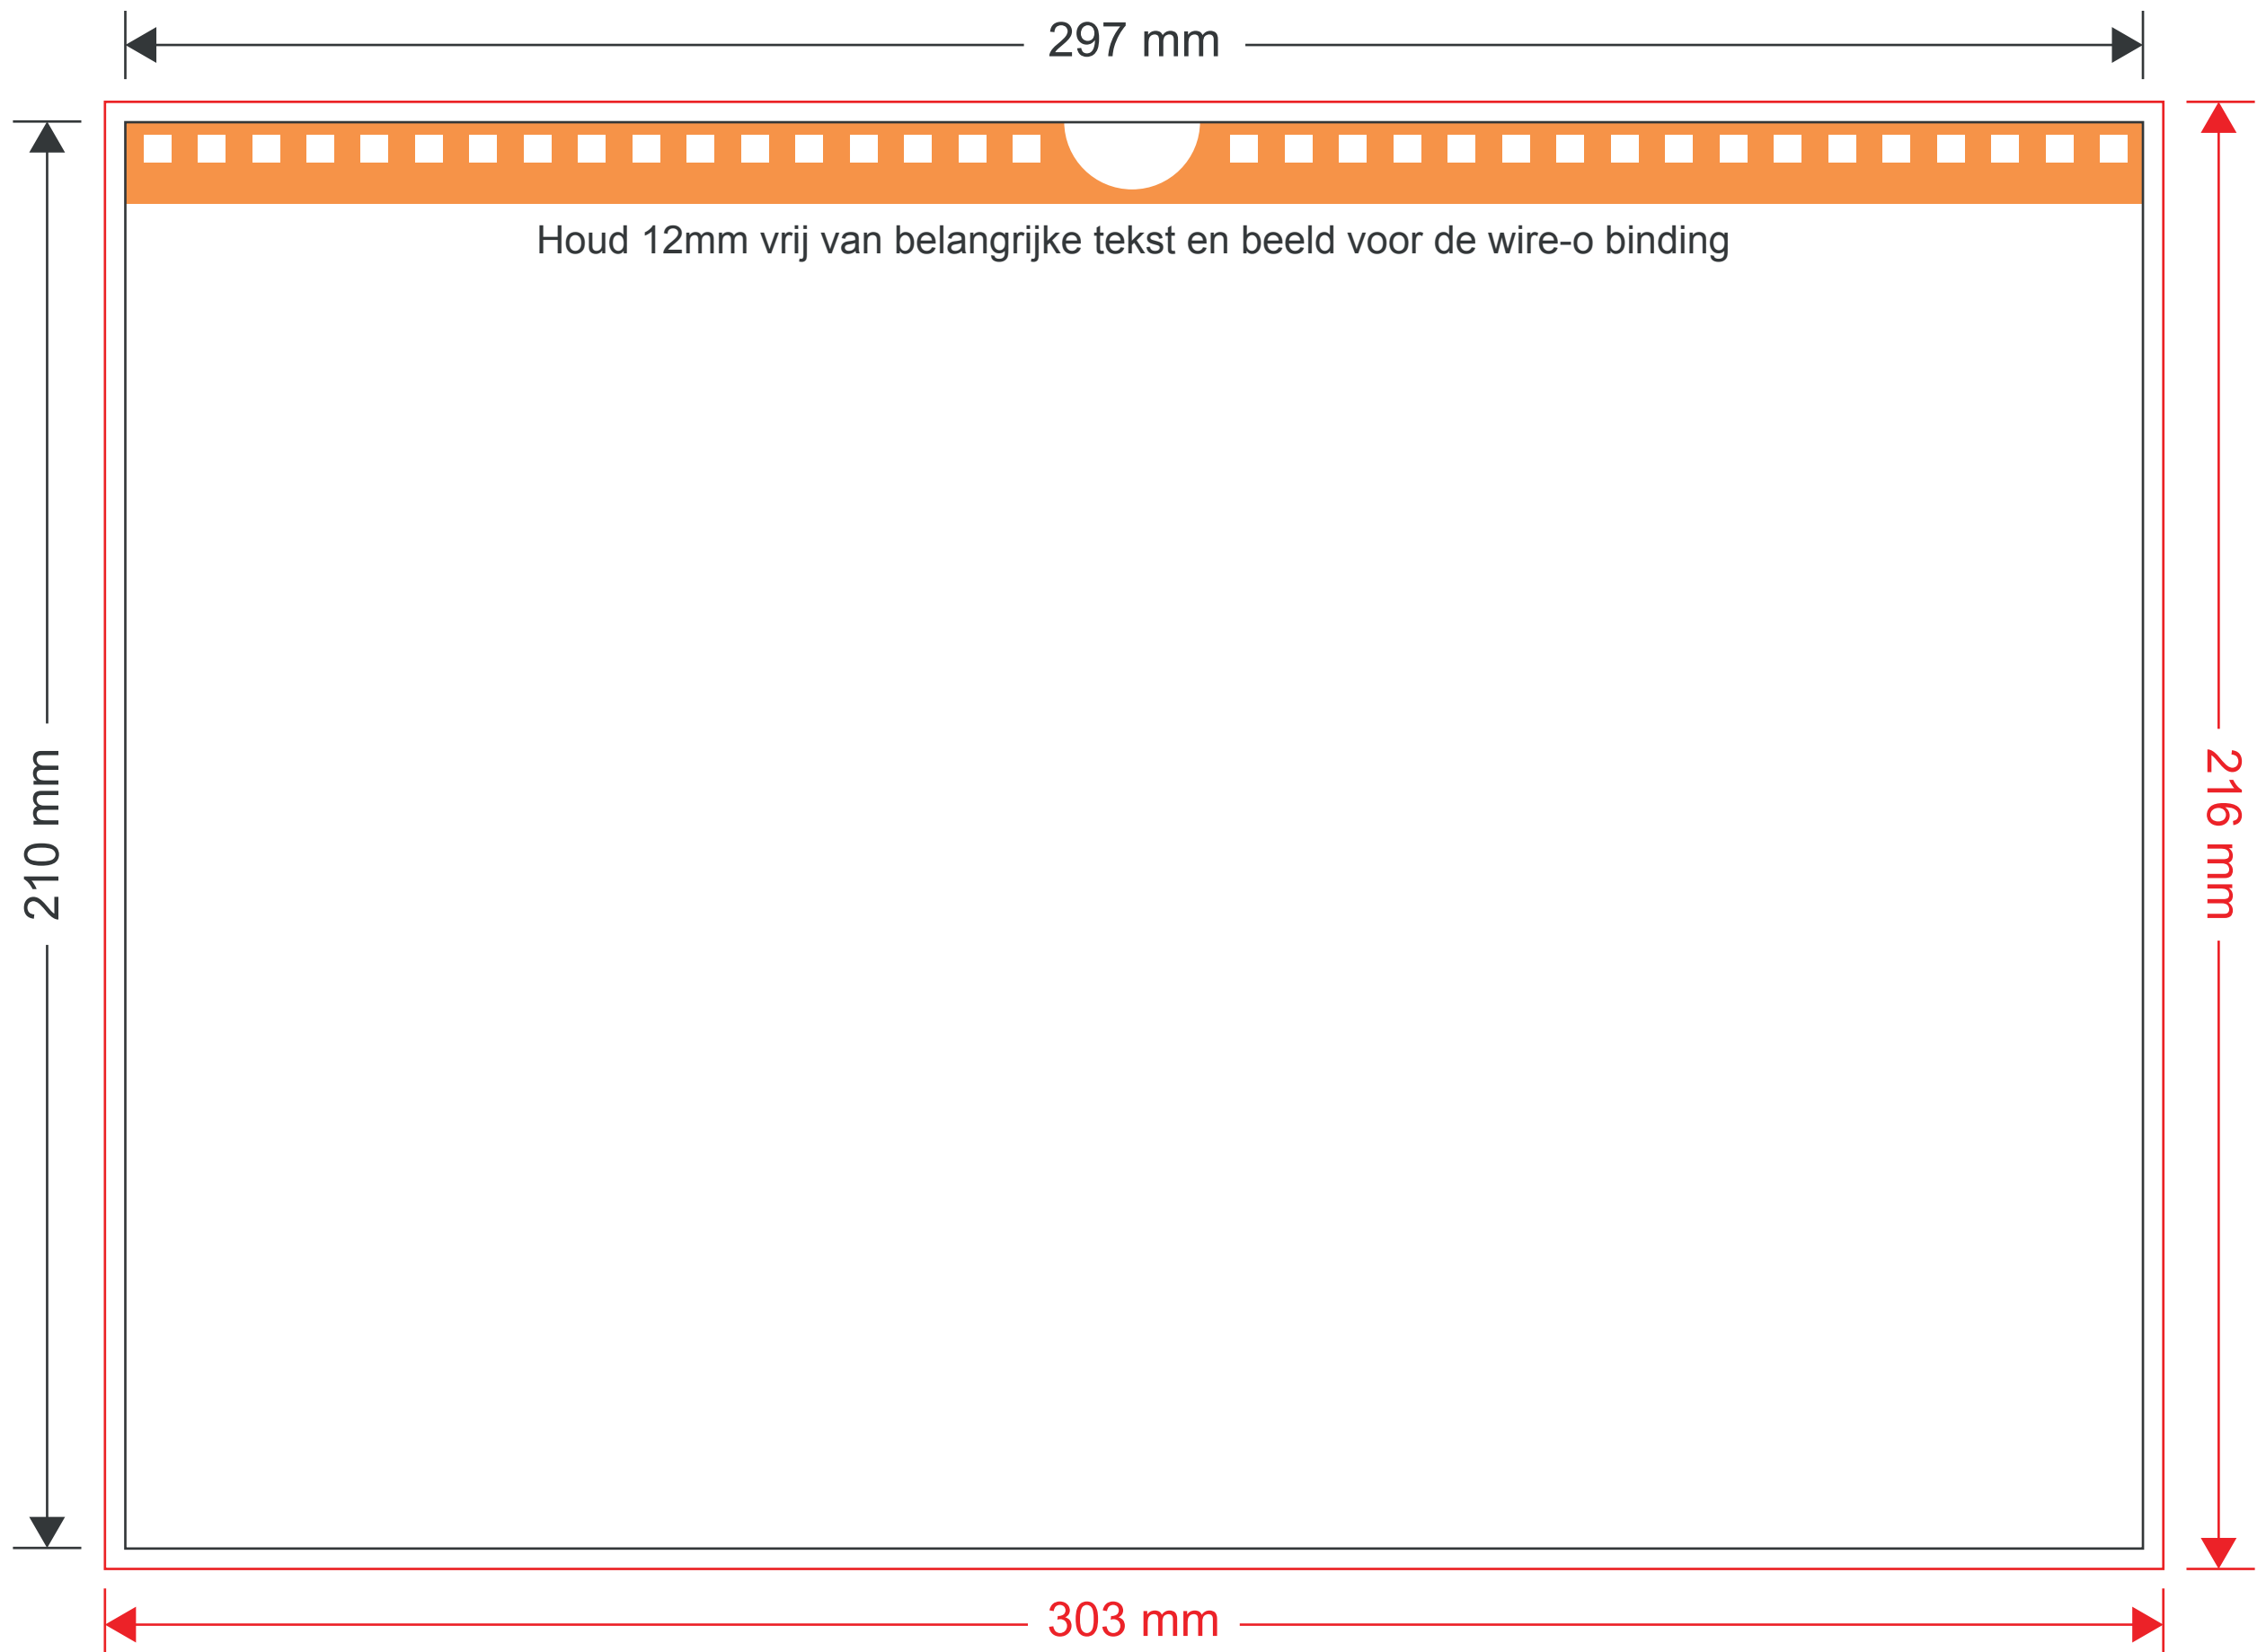 297 mm
Houd 12mm vrij van belangrijke tekst en beeld voor de wire-o binding
210 mm
216 mm
303 mm